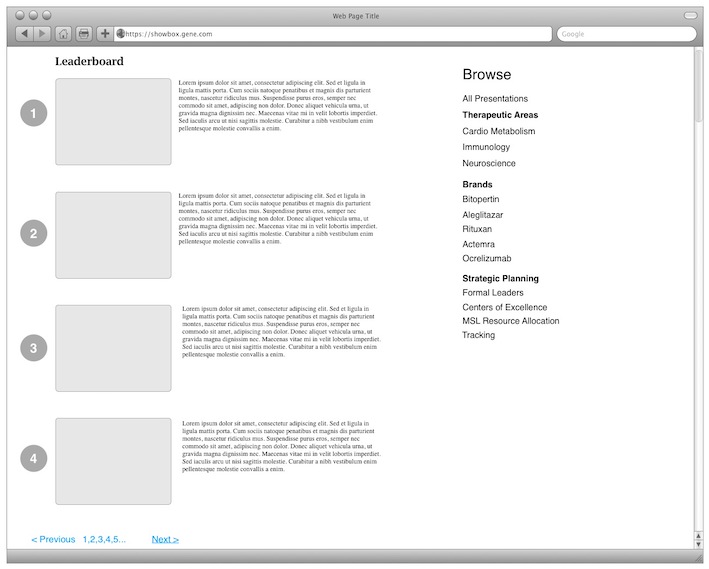 Web Page Title
https://showbox.gene.com
Google
Leaderboard
1
Lorem ipsum dolor sit amet, consectetur adipiscing elit. Sed et ligula in
ligula mattis porta. Cum sociis natoque penatibus et magnis dis parturient
montes, nascetur ridiculus mus. Suspendisse purus eros, semper nec
commodo sit amet, adipiscing non dolor. Donec aliquet vehicula urna, ut
gravida magna dignissim nec. Maecenas vitae mi in velit lobortis imperdiet.
Sed iaculis arcu ut nisi sagittis molestie. Curabitur a nibh vestibulum enim
pellentesque molestie convallis a enim.
2
Lorem ipsum dolor sit amet, consectetur adipiscing elit. Sed et ligula in
ligula mattis porta. Cum sociis natoque penatibus et magnis dis parturient
montes, nascetur ridiculus mus. Suspendisse purus eros, semper nec
commodo sit amet, adipiscing non dolor. Donec aliquet vehicula urna, ut
gravida magna dignissim nec. Maecenas vitae mi in velit lobortis imperdiet.
Sed iaculis arcu ut nisi sagittis molestie. Curabitur a nibh vestibulum enim
pellentesque molestie convallis a enim.
3
Lorem ipsum dolor sit amet, consectetur adipiscing elit. Sed et ligula in
ligula mattis porta. Cum sociis natoque penatibus et magnis dis parturient
montes, nascetur ridiculus mus. Suspendisse purus eros, semper nec
commodo sit amet, adipiscing non dolor. Donec aliquet vehicula urna, ut
gravida magna dignissim nec. Maecenas vitae mi in velit lobortis imperdiet.
Sed iaculis arcu ut nisi sagittis molestie. Curabitur a nibh vestibulum enim
pellentesque molestie convallis a enim.
4
Lorem ipsum dolor sit amet, consectetur adipiscing elit. Sed et ligula in
ligula mattis porta. Cum sociis natoque penatibus et magnis dis parturient
montes, nascetur ridiculus mus. Suspendisse purus eros, semper nec
commodo sit amet, adipiscing non dolor. Donec aliquet vehicula urna, ut
gravida magna dignissim nec. Maecenas vitae mi in velit lobortis imperdiet.
Sed iaculis arcu ut nisi sagittis molestie. Curabitur a nibh vestibulum enim
pellentesque molestie convallis a enim.
< Previous 1,2,3,4,5... Next >
Browse
All Presentations
Therapeutic Areas
Cardio Metabolism
Immunology
Neuroscience
Brands
Bitopertin
Aleglitazar
Rituxan
Actemra
Ocrelizumab
Strategic Planning
Formal Leaders
Centers of Excellence
MSL Resource Allocation
Tracking